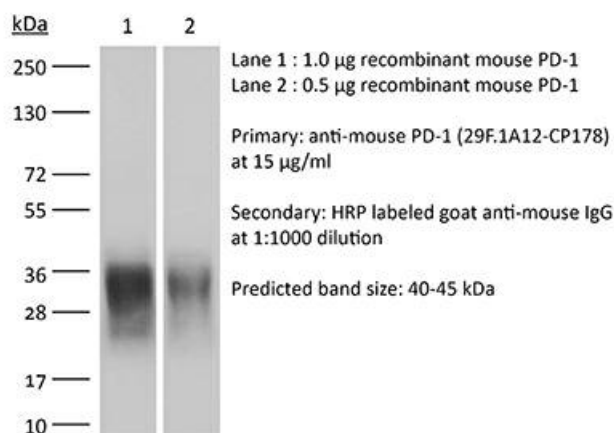 kDa
1 2
250
130
72
55
36
28
17
10
Lane 1 : 1.0 µg recombinant mouse PD-1
Lane 2 : 0.5 µg recombinant mouse PD-1
Primary: anti-mouse PD-1 (29F.1A12-CP178)
at 15 µg/ml
Secondary: HRP labeled goat anti-mouse IgG
at 1:1000 dilution
Predicted band size: 40-45 kDa